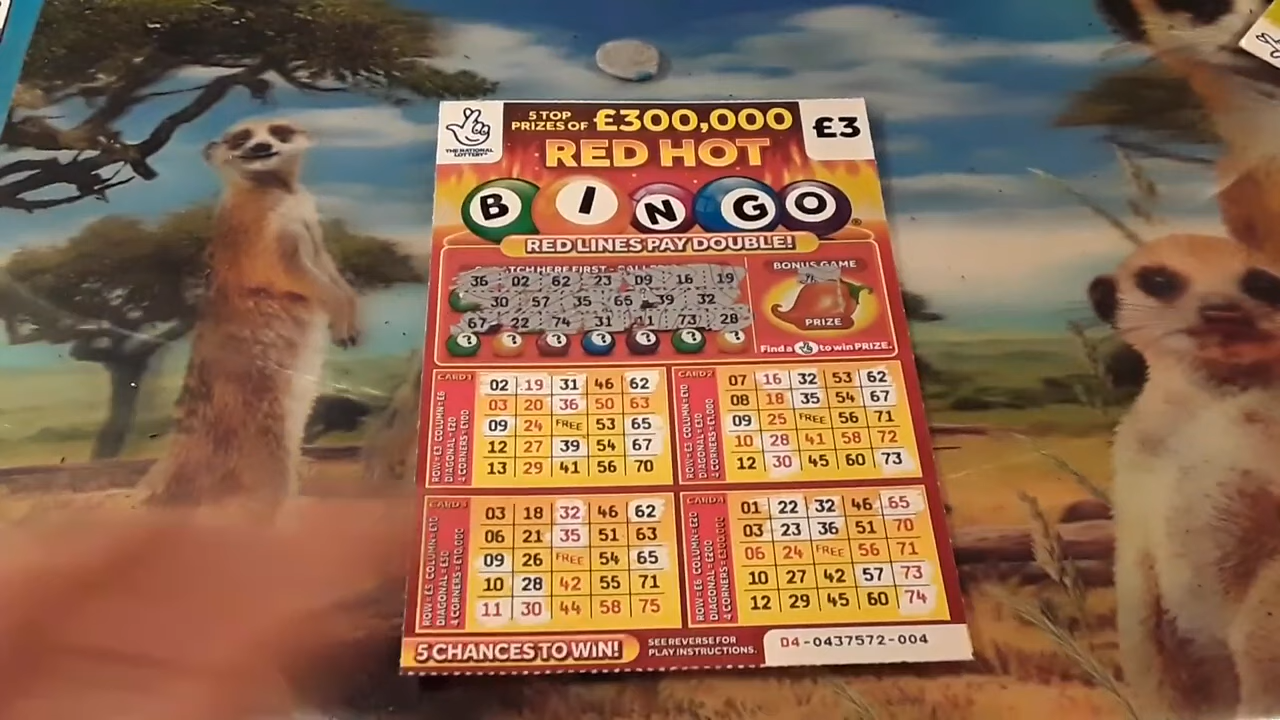 5 TOP PRIZES OF £300,000
£3
THE NATIONAL LOTTERY
RED HOT
BINGO
RED LINES PAY DOUBLE!
TCH HERE FIRST - CALL
36 02 62 23 09 16 19
30 57 35 65 39 32
67 22 74 31 11 73 28
? ? ? ? ? ? ?
BONUS GAME
PRIZE
Find a to win PRIZE.
CARD 1
ROW = £3 COLUMN = £6
DIAGONAL = £20
4 CORNERS = £100
02 19 31 46 62
03 20 36 50 63
09 24 FREE 53 65
12 27 39 54 67
13 29 41 56 70
CARD 2
ROW = £3 COLUMN = £10
DIAGONAL = £30
4 CORNERS = £1,000
07 16 32 53 62
08 18 35 54 67
09 25 FREE 56 71
10 28 41 58 72
12 30 45 60 73
CARD 3
ROW = £5 COLUMN = £10
DIAGONAL = £50
4 CORNERS = £10,000
03 18 32 46 62
06 21 35 51 63
09 26 FREE 54 65
10 28 42 55 71
11 30 44 58 75
CARD 4
ROW = £6 COLUMN = £20
DIAGONAL = £200
4 CORNERS = £300,000
01 22 32 46 65
03 23 36 51 70
06 24 FREE 56 71
10 27 42 57 73
12 29 45 60 74
5 CHANCES TO WIN!
SEE REVERSE FOR
PLAY INSTRUCTIONS.
04-0437572-004